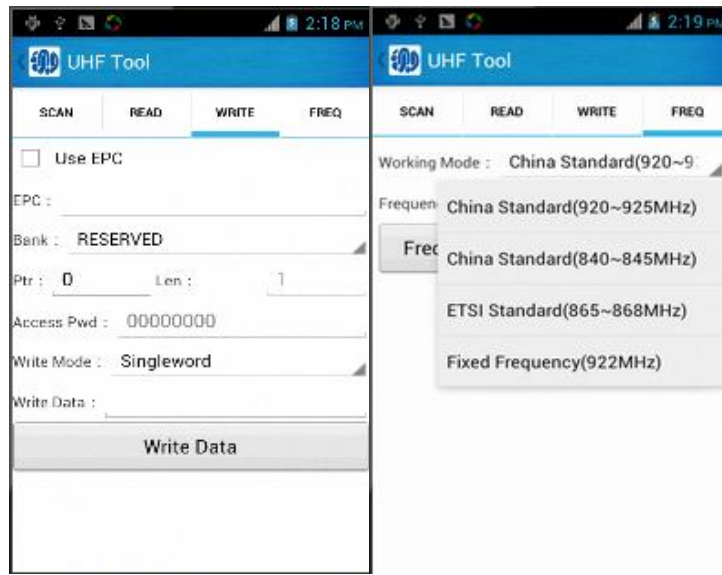 2:18 PM
UHF Tool
SCAN READ WRITE FREQ
Use EPC
EPC :
Bank : RESERVED
Ptr : 0 Len : 1
Access Pwd : 00000000
Write Mode : Singleword
Write Data :
Write Data
2:19 PM
UHF Tool
SCAN READ WRITE FREQ
Working Mode : China Standard(920~9
Frequen
China Standard(920~925MHz)
Freq
China Standard(840~845MHz)
ETSI Standard(865~868MHz)
Fixed Frequency(922MHz)